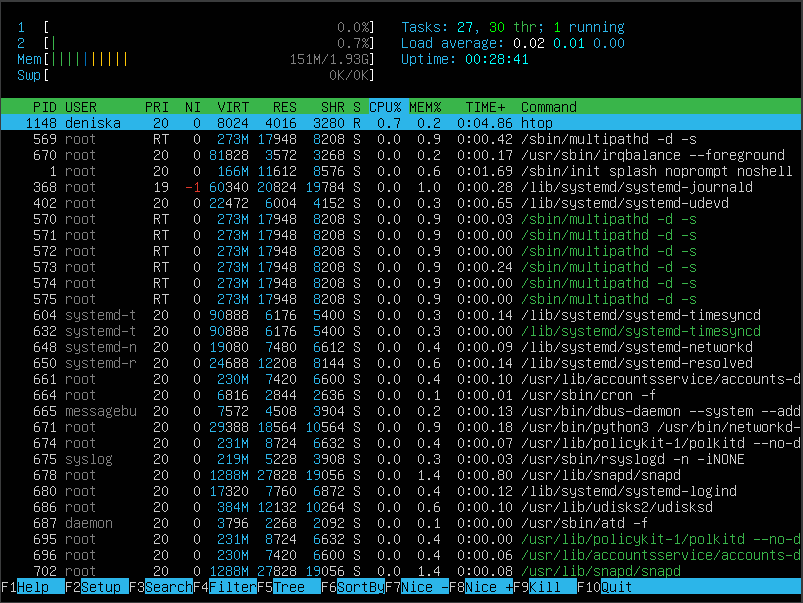 1 [ 0.0%] Tasks: 27, 30 thr; 1 running
2 [| 0.7%] Load average: 0.02 0.01 0.00
Mem[|||||||||| 151M/1.93G] Uptime: 00:28:41
Swp[ 0K/0K]
PID USER PRI NI VIRT RES SHR S CPU% MEM% TIME+ Command
1148 deniska 20 0 8024 4016 3280 R 0.7 0.2 0:04.86 htop
569 root RT 0 273M 17948 8208 S 0.0 0.9 0:00.42 /sbin/multipathd -d -s
670 root 20 0 81828 3572 3268 S 0.0 0.2 0:00.17 /usr/sbin/irqbalance --foreground
1 root 20 0 166M 11612 8576 S 0.0 0.6 0:01.69 /sbin/init splash noprompt noshell
368 root 19 -1 60340 20824 19784 S 0.0 1.0 0:00.28 /lib/systemd/systemd-journald
402 root 20 0 22472 6004 4152 S 0.0 0.3 0:00.65 /lib/systemd/systemd-udevd
570 root RT 0 273M 17948 8208 S 0.0 0.9 0:00.03 /sbin/multipathd -d -s
571 root RT 0 273M 17948 8208 S 0.0 0.9 0:00.00 /sbin/multipathd -d -s
572 root RT 0 273M 17948 8208 S 0.0 0.9 0:00.00 /sbin/multipathd -d -s
573 root RT 0 273M 17948 8208 S 0.0 0.9 0:00.24 /sbin/multipathd -d -s
574 root RT 0 273M 17948 8208 S 0.0 0.9 0:00.00 /sbin/multipathd -d -s
575 root RT 0 273M 17948 8208 S 0.0 0.9 0:00.00 /sbin/multipathd -d -s
604 systemd-t 20 0 90888 6176 5400 S 0.0 0.3 0:00.14 /lib/systemd/systemd-timesyncd
632 systemd-t 20 0 90888 6176 5400 S 0.0 0.3 0:00.00 /lib/systemd/systemd-timesyncd
648 systemd-n 20 0 19080 7480 6612 S 0.0 0.4 0:00.09 /lib/systemd/systemd-networkd
650 systemd-r 20 0 24688 12208 8144 S 0.0 0.6 0:00.14 /lib/systemd/systemd-resolved
661 root 20 0 230M 7420 6600 S 0.0 0.4 0:00.10 /usr/lib/accountsservice/accounts-d
664 root 20 0 6816 2844 2636 S 0.0 0.1 0:00.01 /usr/sbin/cron -f
665 messagebu 20 0 7572 4508 3904 S 0.0 0.2 0:00.13 /usr/bin/dbus-daemon --system --add
671 root 20 0 29388 18564 10564 S 0.0 0.9 0:00.18 /usr/bin/python3 /usr/bin/networkd-
674 root 20 0 231M 8724 6632 S 0.0 0.4 0:00.07 /usr/lib/policykit-1/polkitd --no-d
675 syslog 20 0 219M 5228 3908 S 0.0 0.3 0:00.03 /usr/sbin/rsyslogd -n -iNONE
678 root 20 0 1288M 27828 19056 S 0.0 1.4 0:00.80 /usr/lib/snapd/snapd
680 root 20 0 17320 7760 6872 S 0.0 0.4 0:00.12 /lib/systemd/systemd-logind
686 root 20 0 384M 12132 10264 S 0.0 0.6 0:00.10 /usr/lib/udisks2/udisksd
687 daemon 20 0 3796 2268 2092 S 0.0 0.1 0:00.00 /usr/sbin/atd -f
695 root 20 0 231M 8724 6632 S 0.0 0.4 0:00.00 /usr/lib/policykit-1/polkitd --no-d
696 root 20 0 230M 7420 6600 S 0.0 0.4 0:00.06 /usr/lib/accountsservice/accounts-d
702 root 20 0 1288M 27828 19056 S 0.0 1.4 0:00.08 /usr/lib/snapd/snapd
F1Help F2Setup F3SearchF4FilterF5Tree F6SortByF7Nice -F8Nice +F9Kill F10Quit